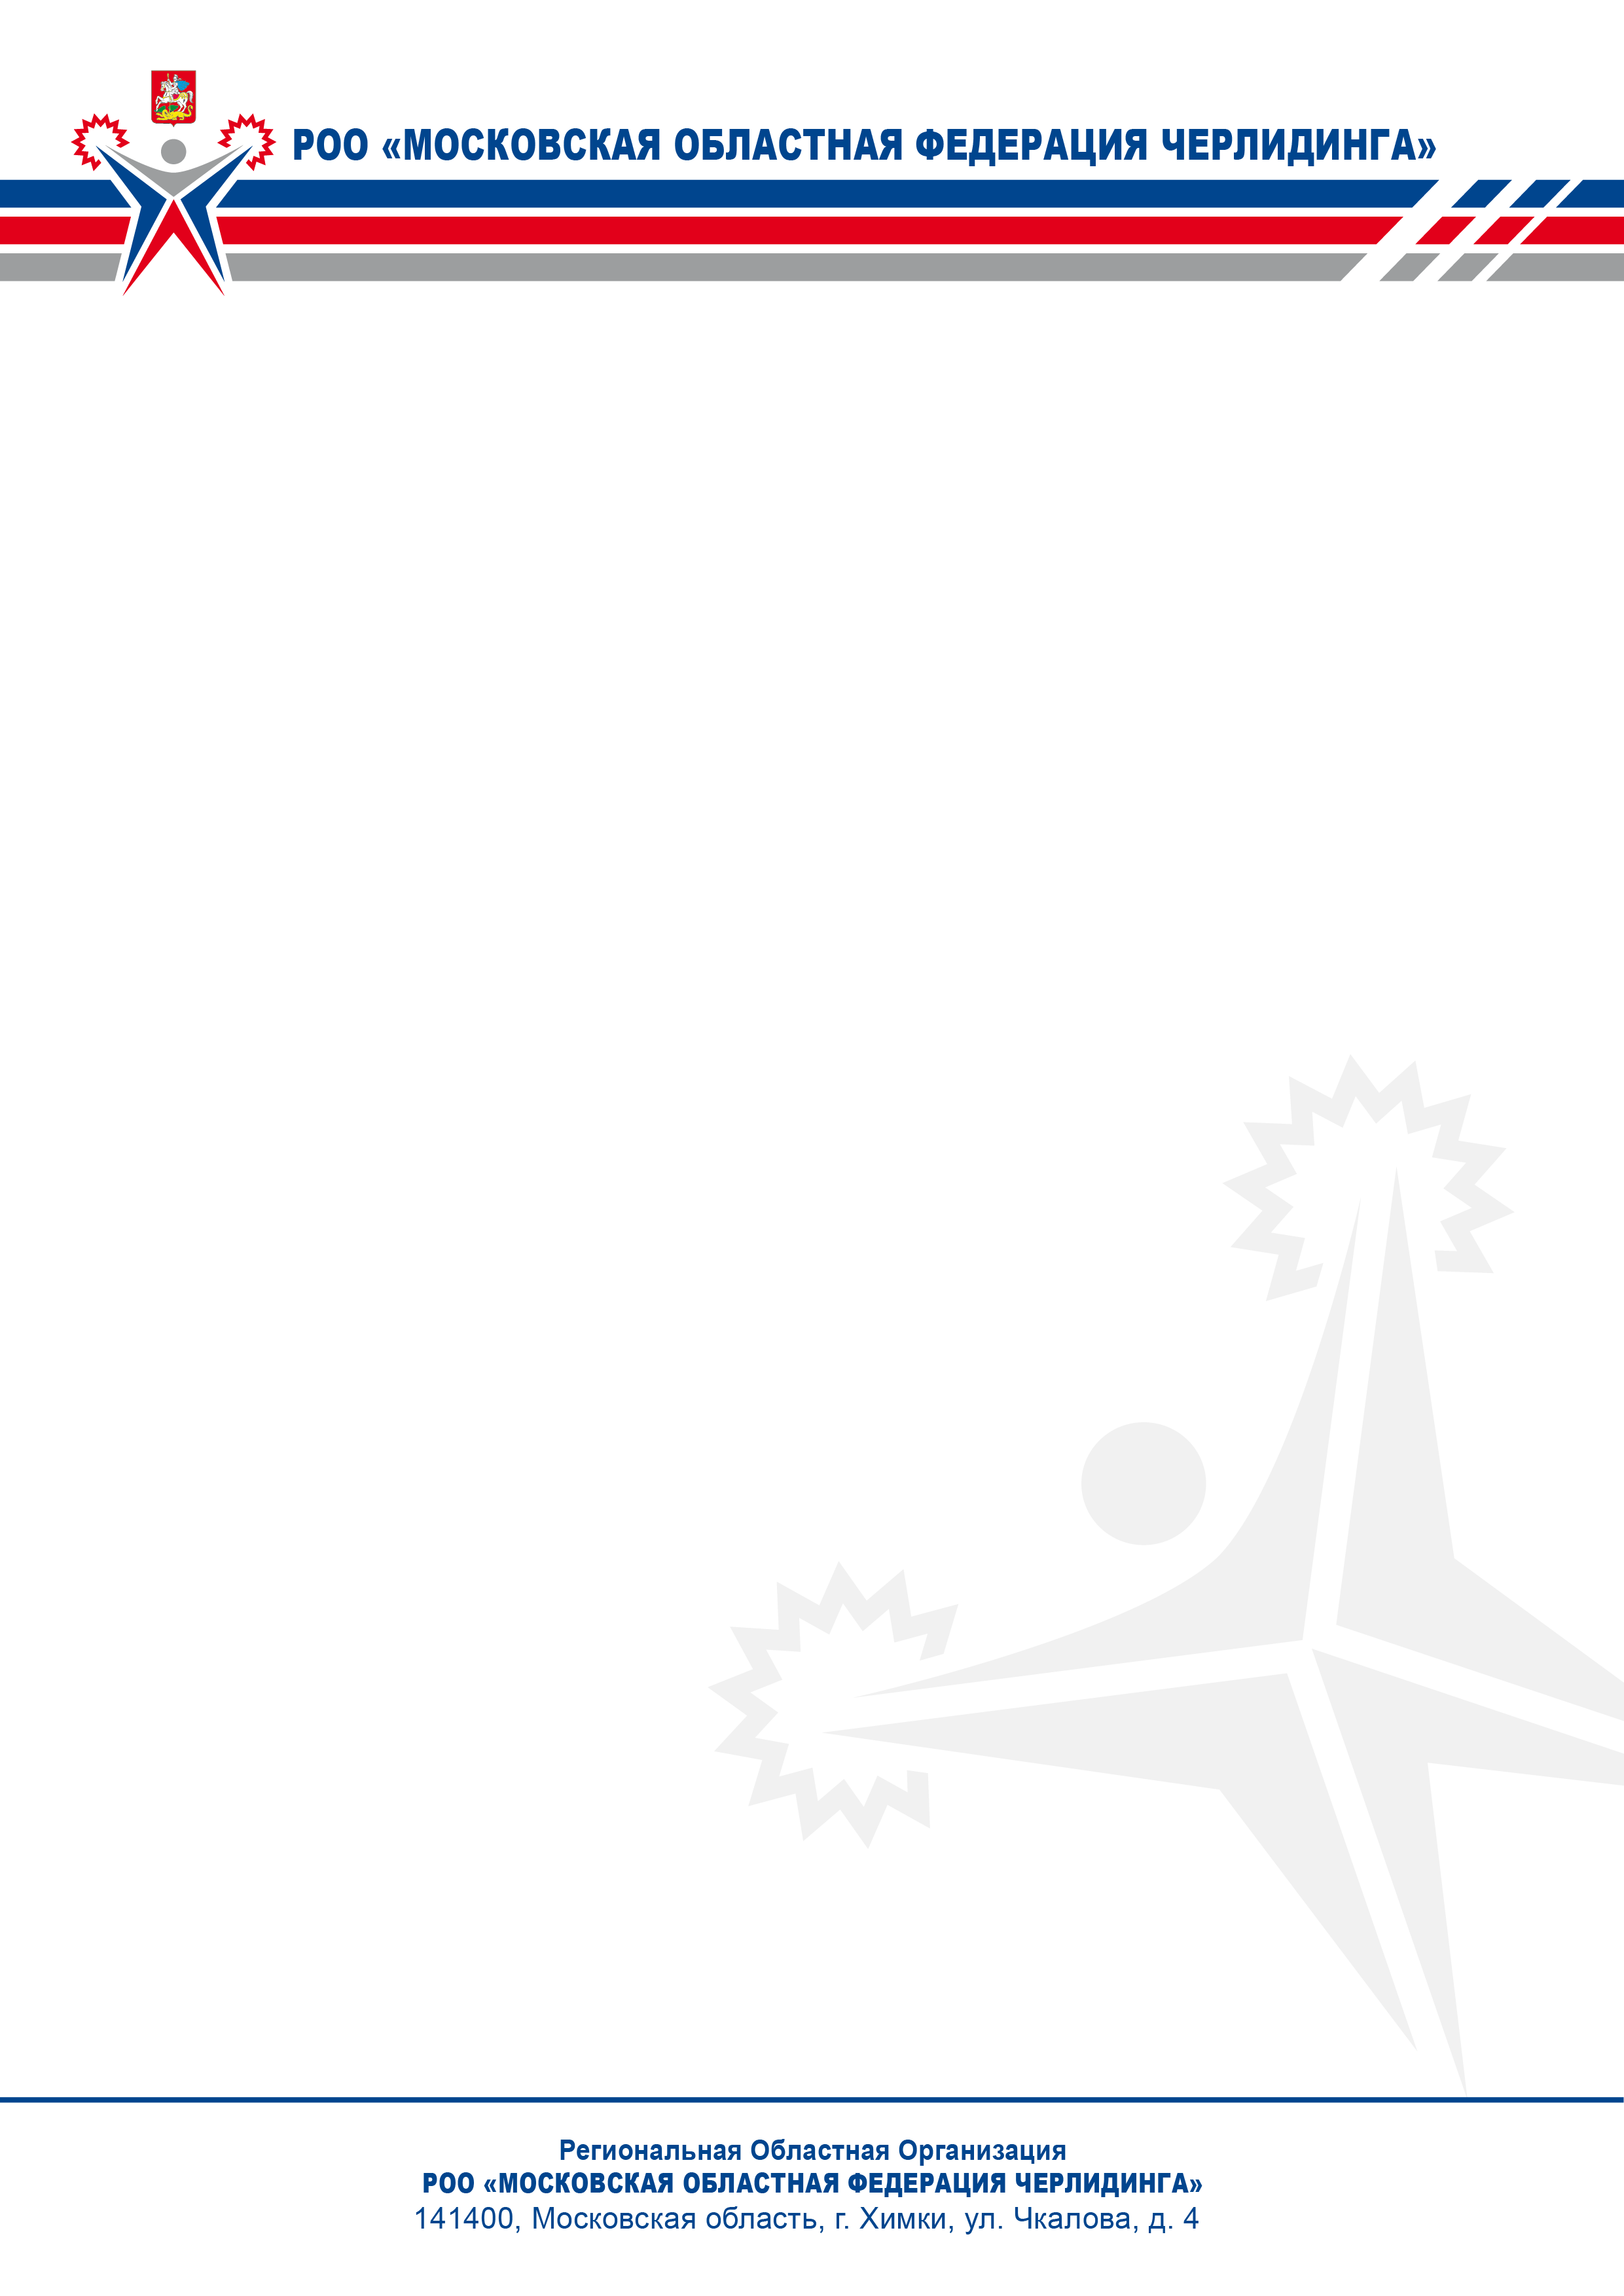 РОО «МОСКОВСКАЯ ОБЛАСТНАЯ ФЕДЕРАЦИЯ ЧЕРЛИДИНГА»
Региональная Областная Организация
РОО «МОСКОВСКАЯ ОБЛАСТНАЯ ФЕДЕРАЦИЯ ЧЕРЛИДИНГА»
141400, Московская область, г. Химки, ул. Чкалова, д. 4